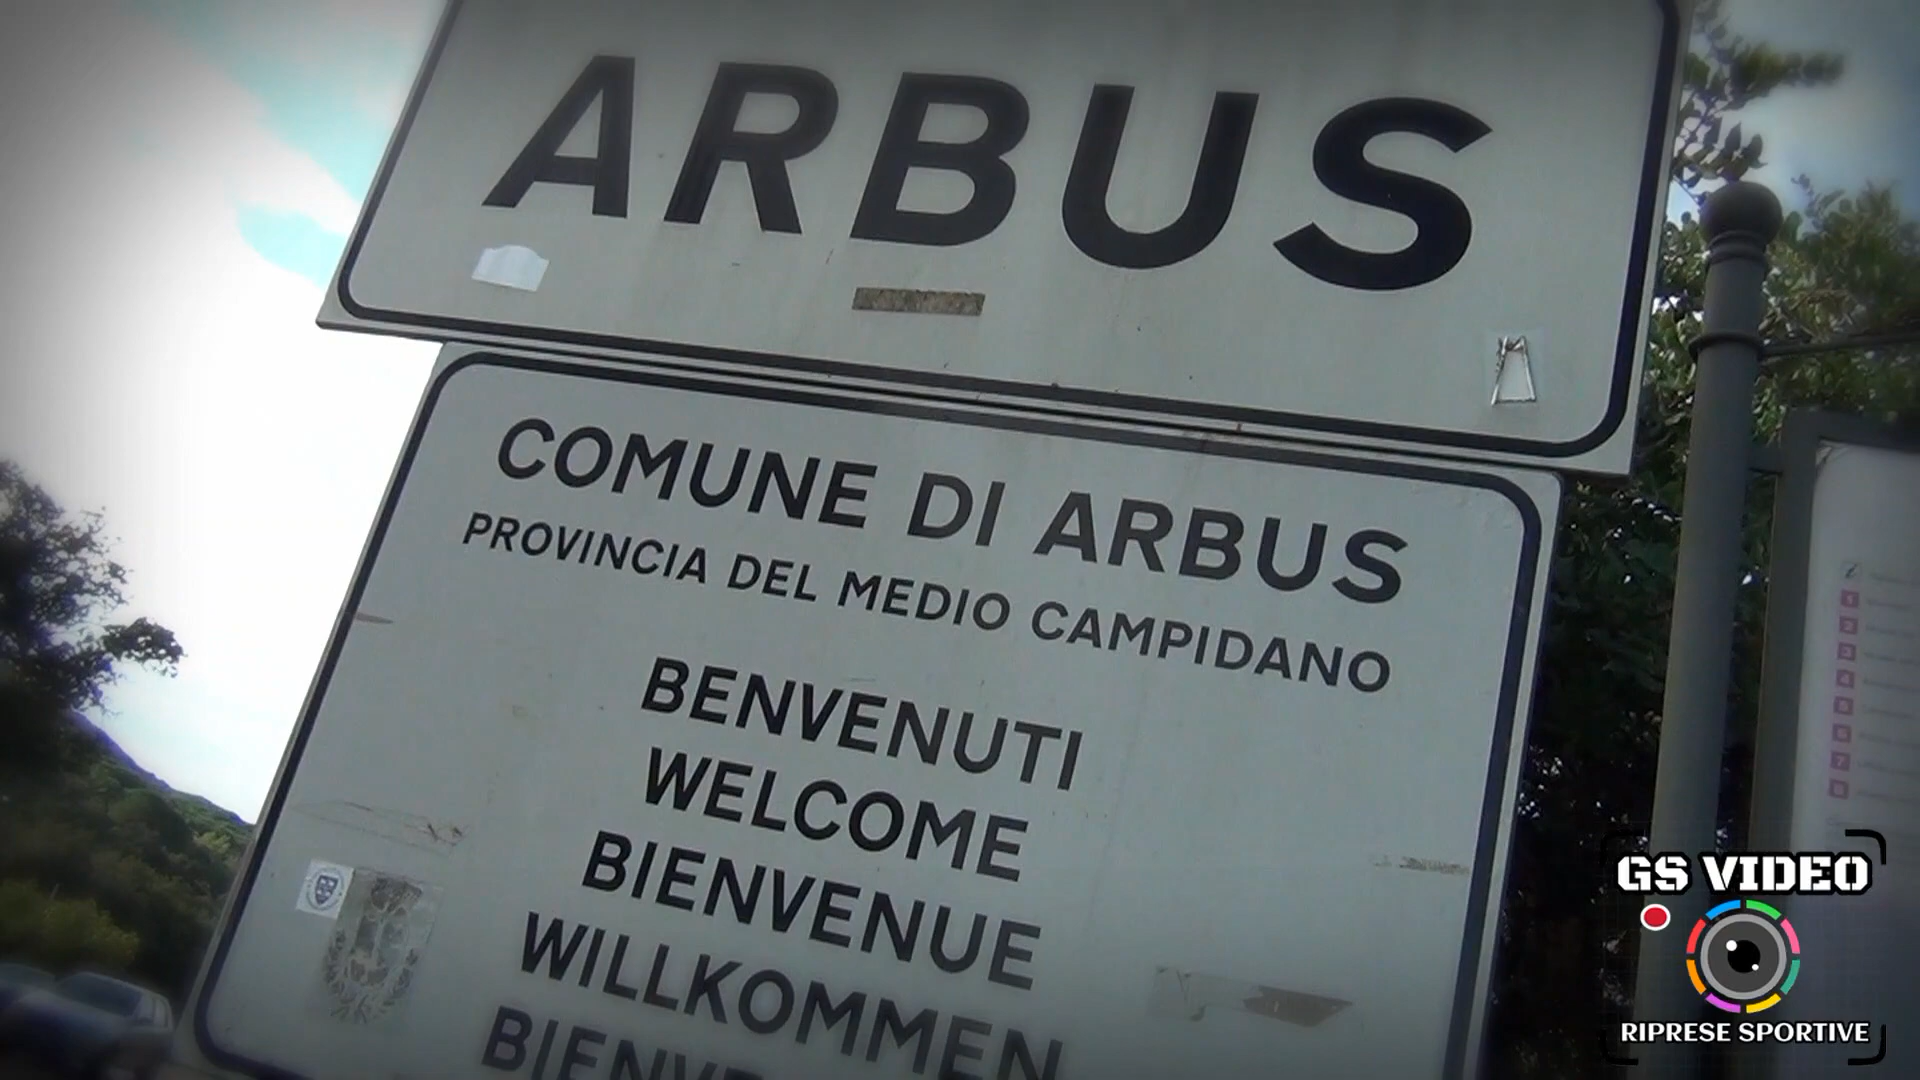 ARBUS
COMUNE DI ARBUS
PROVINCIA DEL MEDIO CAMPIDANO
BENVENUTI
WELCOME
BIENVENUE
WILLKOMMEN
GS VIDEO
RIPRESE SPORTIVE